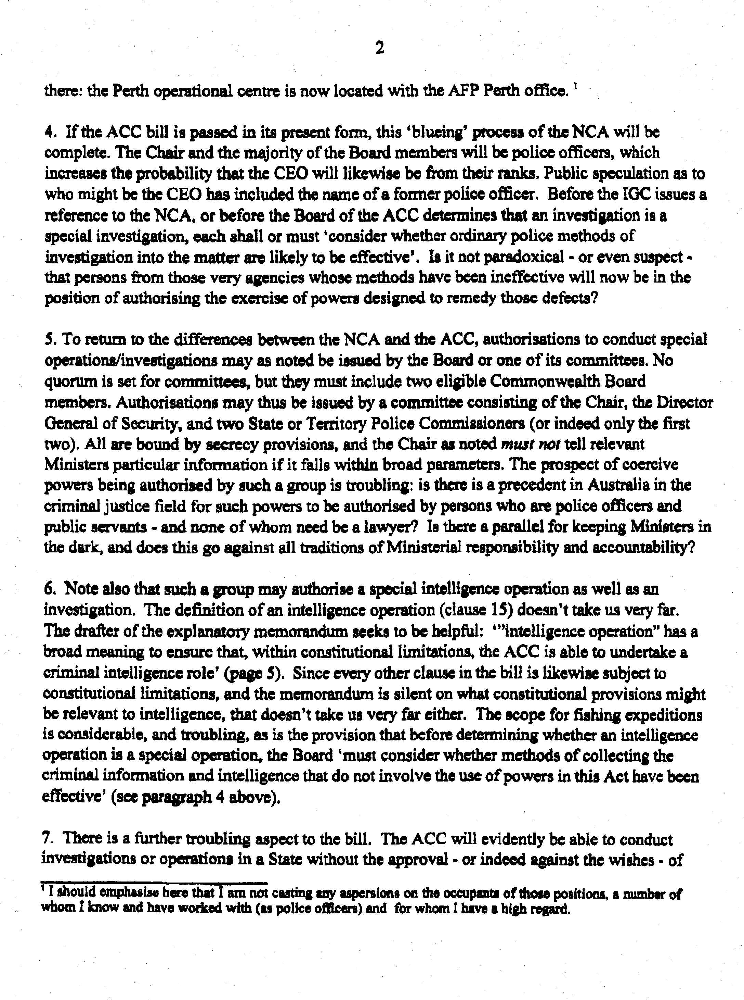 2
there: the Perth operational centre is now located with the AFP Perth office. 1
4. If the ACC bill is passed in its present form, this ‘blueing’ process of the NCA will be
complete. The Chair and the majority of the Board members will be police officers, which
increases the probability that the CEO will likewise be from their ranks. Public speculation as to
who might be the CEO has included the name of a former police officer. Before the IGC issues a
reference to the NCA, or before the Board of the ACC determines that an investigation is a
special investigation, each shall or must ‘consider whether ordinary police methods of
investigation into the matter are likely to be effective’. Is it not paradoxical - or even suspect -
that persons from those very agencies whose methods have been ineffective will now be in the
position of authorising the exercise of powers designed to remedy those defects?
5. To return to the differences between the NCA and the ACC, authorisations to conduct special
operations/investigations may as noted be issued by the Board or one of its committees. No
quorum is set for committees, but they must include two eligible Commonwealth Board
members. Authorisations may thus be issued by a committee consisting of the Chair, the Director
General of Security, and two State or Territory Police Commissioners (or indeed only the first
two). All are bound by secrecy provisions, and the Chair as noted must not tell relevant
Ministers particular information if it falls within broad parameters. The prospect of coercive
powers being authorised by such a group is troubling: is there is a precedent in Australia in the
criminal justice field for such powers to be authorised by persons who are police officers and
public servants - and none of whom need be a lawyer? Is there a parallel for keeping Ministers in
the dark, and does this go against all traditions of Ministerial responsibility and accountability?
6. Note also that such a group may authorise a special intelligence operation as well as an
investigation. The definition of an intelligence operation (clause 15) doesn’t take us very far.
The drafter of the explanatory memorandum seeks to be helpful: ‘"intelligence operation" has a
broad meaning to ensure that, within constitutional limitations, the ACC is able to undertake a
criminal intelligence role’ (page 5). Since every other clause in the bill is likewise subject to
constitutional limitations, and the memorandum is silent on what constitutional provisions might
be relevant to intelligence, that doesn’t take us very far either. The scope for fishing expeditions
is considerable, and troubling, as is the provision that before determining whether an intelligence
operation is a special operation, the Board ‘must consider whether methods of collecting the
criminal information and intelligence that do not involve the use of powers in this Act have been
effective’ (see paragraph 4 above).
7. There is a further troubling aspect to the bill. The ACC will evidently be able to conduct
investigations or operations in a State without the approval - or indeed against the wishes - of
1 I should emphasise here that I am not casting any aspersions on the occupants of those positions, a number of
whom I know and have worked with (as police officers) and for whom I have a high regard.